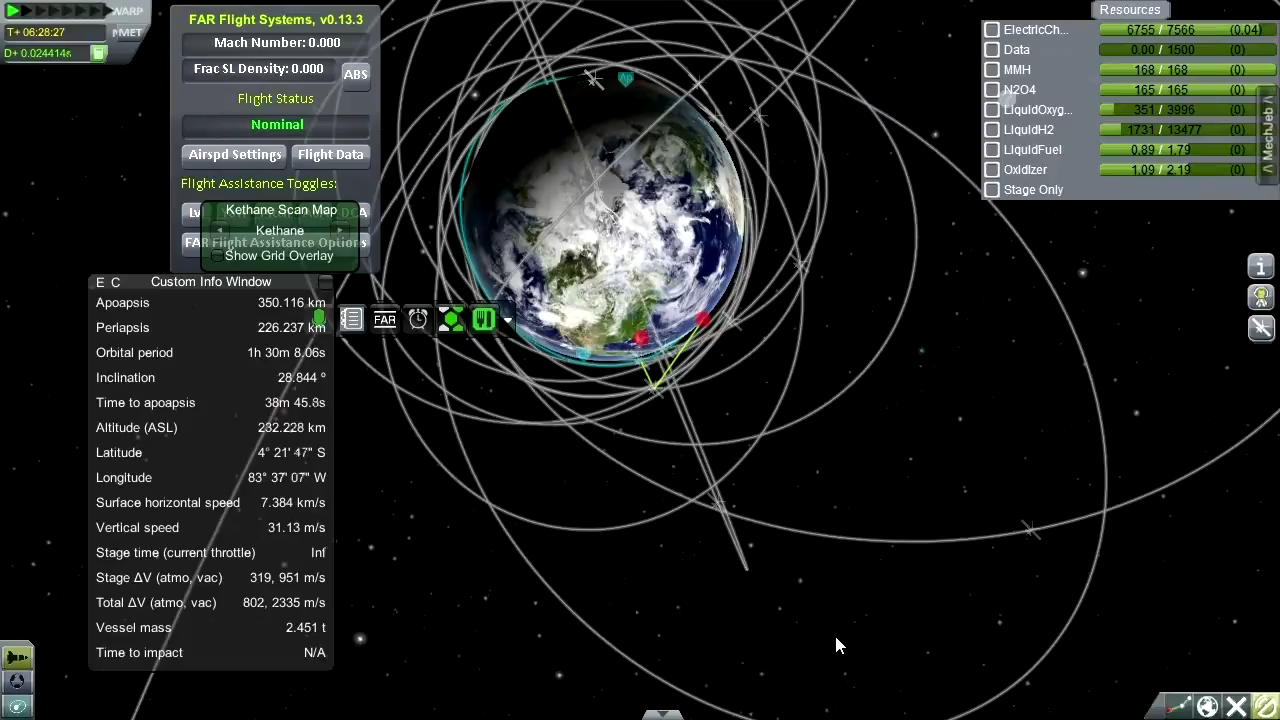 WARP
T+ 06:28:27
MET
D+ 0.024414s
FAR Flight Systems, v0.13.3
Mach Number: 0.000
Frac SL Density: 0.000
ABS
Flight Status
Nominal
Airspd Settings
Flight Data
Flight Assistance Toggles:
Lvl
DCA
FAR Flight Assistance Options
Kethane Scan Map
Kethane
Show Grid Overlay
E C Custom Info Window
Apoapsis 350.116 km
Periapsis 226.237 km
Orbital period 1h 30m 8.06s
Inclination 28.844 º
Time to apoapsis 38m 45.8s
Altitude (ASL) 232.228 km
Latitude 4° 21' 47" S
Longitude 83° 37' 07" W
Surface horizontal speed 7.384 km/s
Vertical speed 31.13 m/s
Stage time (current throttle) Inf
Stage ΔV (atmo, vac) 319, 951 m/s
Total ΔV (atmo, vac) 802, 2335 m/s
Vessel mass 2.451 t
Time to impact N/A
FAR
Ap
Resources
ElectricCh... 6755 / 7566 (0.04)
Data 0.00 / 1500 (0)
MMH 168 / 168 (0)
N2O4 165 / 165 (0)
LiquidOxyg... 351 / 3996 (0)
LiquidH2 1731 / 13477 (0)
LiquidFuel 0.89 / 1.79 (0)
Oxidizer 1.09 / 2.19 (0)
Stage Only
/\ MechJeb /\